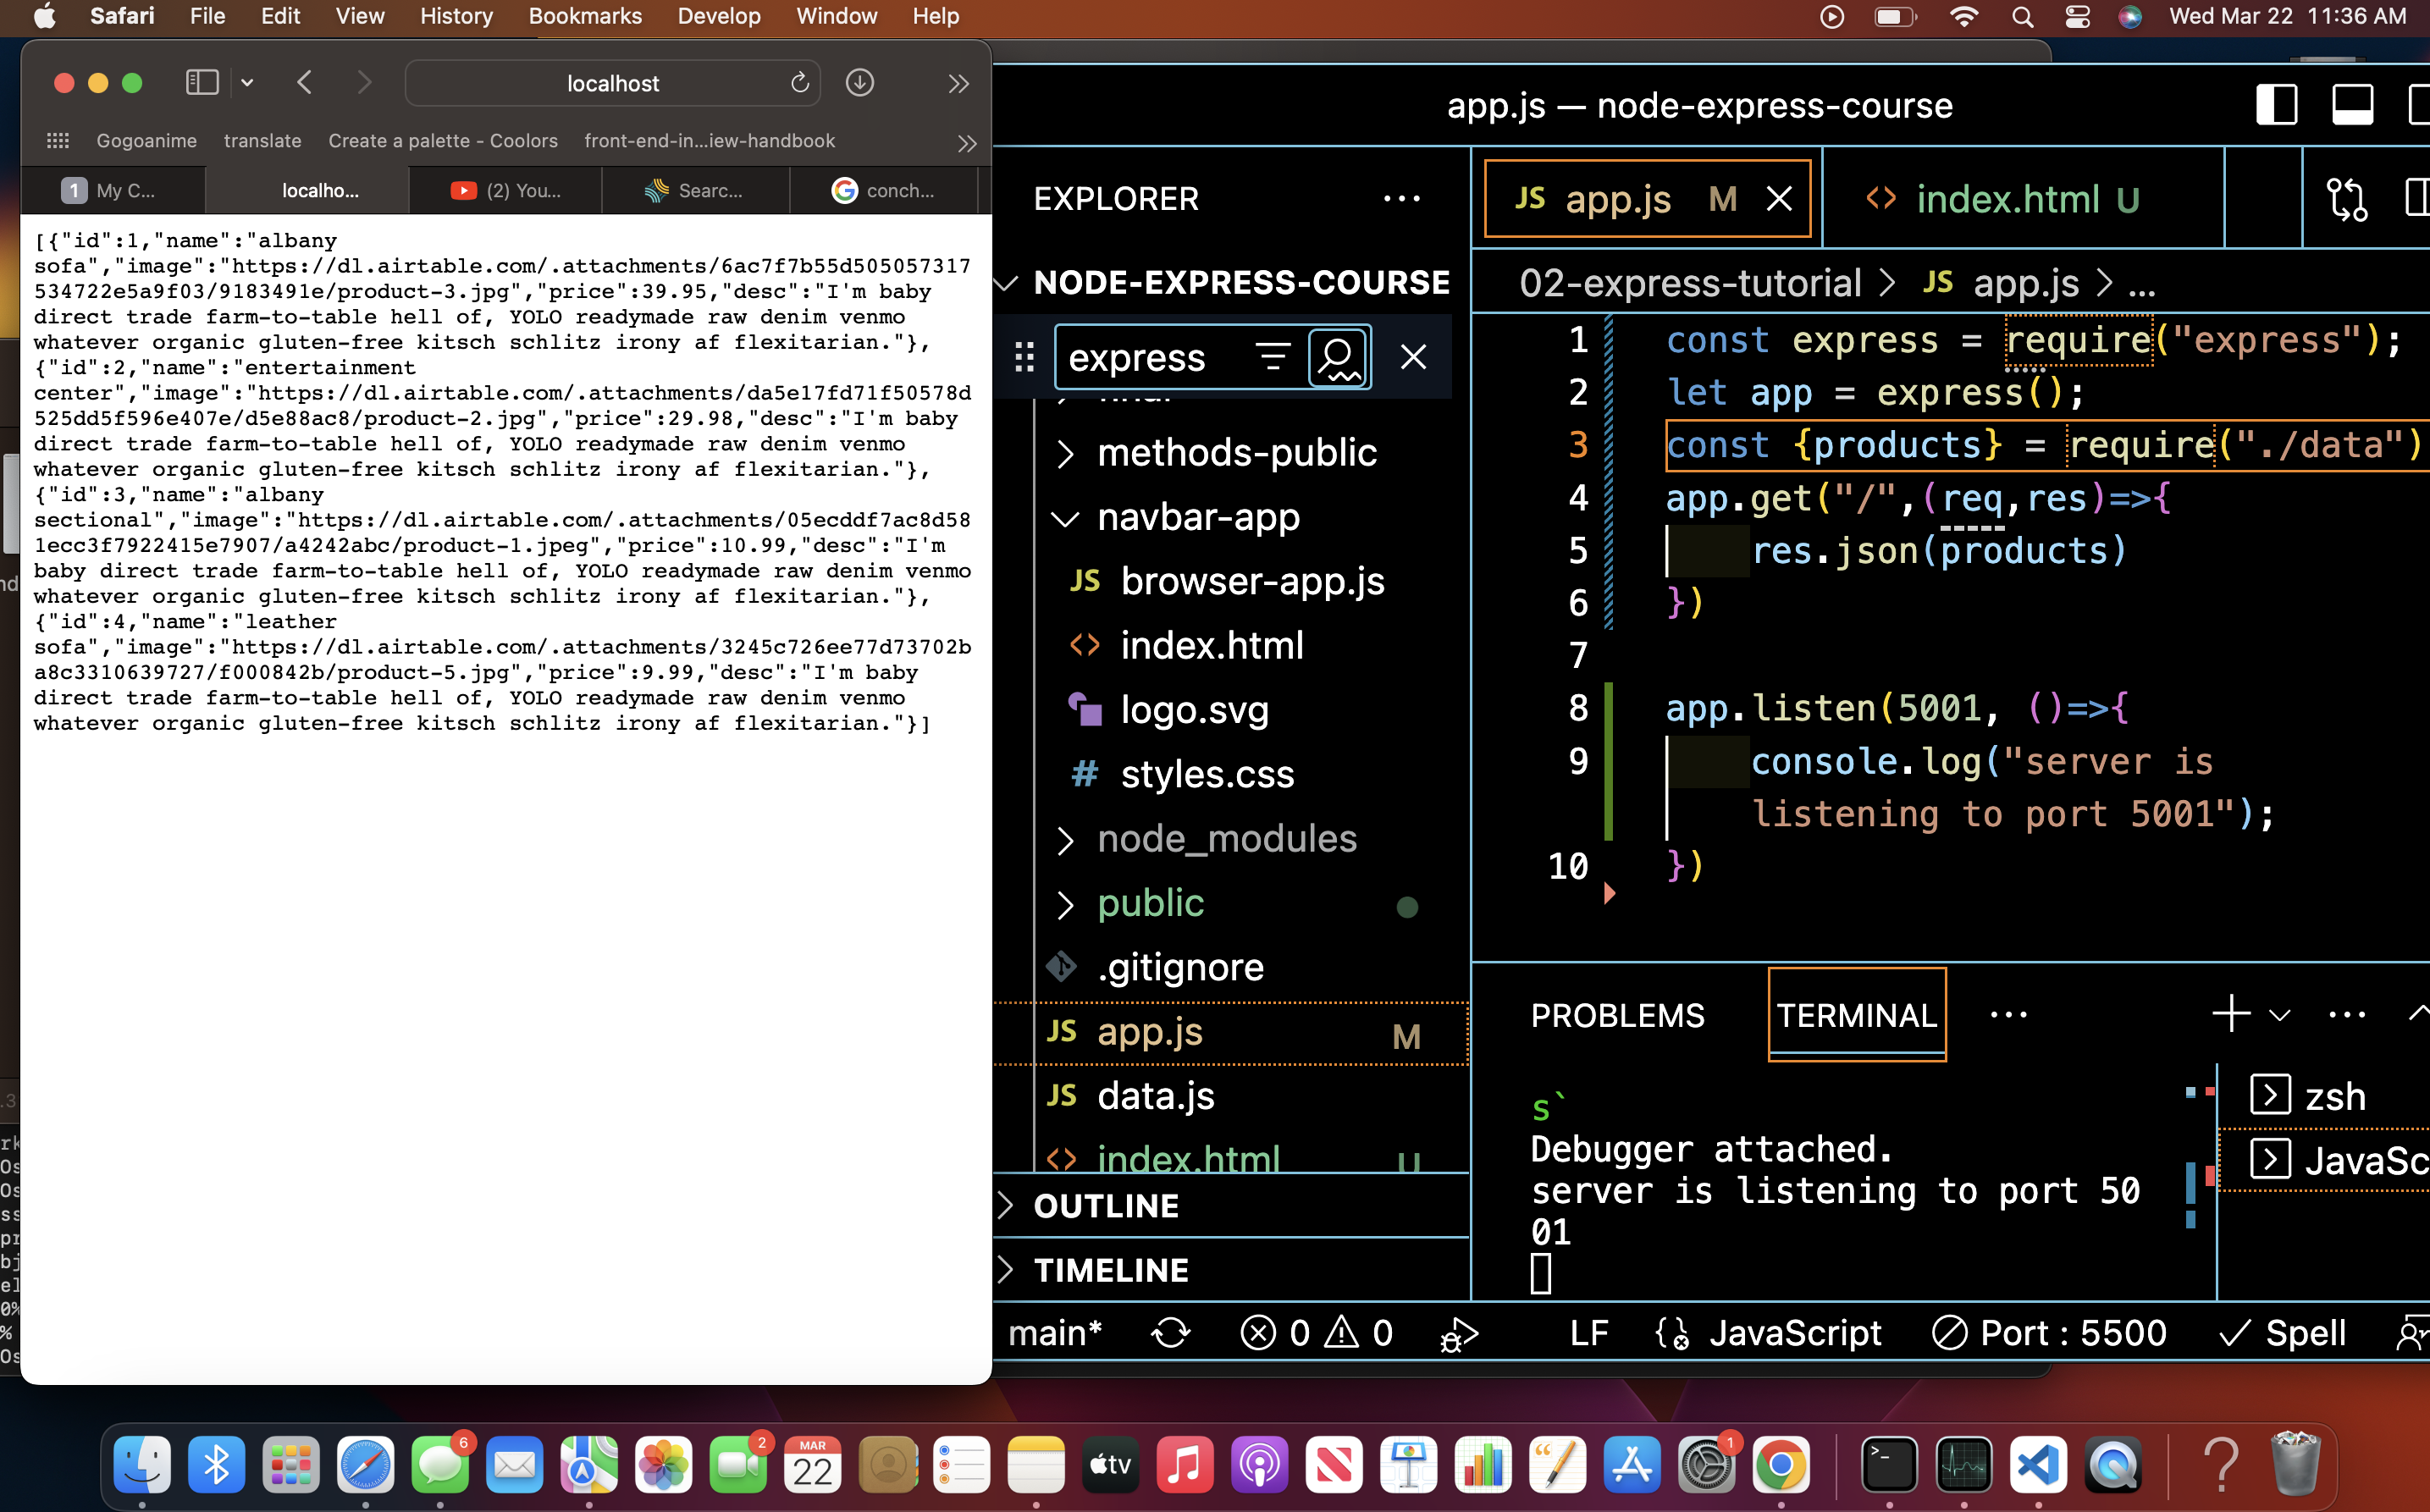 Safari File Edit View History Bookmarks Develop Window Help Wed Mar 22 11:36 AM
localhost
Gogoanime translate Create a palette - Coolors front-end-in...iew-handbook
1 My C... localho... (2) You... Searc... conch...
[{"id":1,"name":"albany
sofa","image":"https://dl.airtable.com/.attachments/6ac7f7b55d505057317
534722e5a9f03/9183491e/product-3.jpg","price":39.95,"desc":"I'm baby
direct trade farm-to-table hell of, YOLO readymade raw denim venmo
whatever organic gluten-free kitsch schlitz irony af flexitarian."},
{"id":2,"name":"entertainment
center","image":"https://dl.airtable.com/.attachments/da5e17fd71f50578d
525dd5f596e407e/d5e88ac8/product-2.jpg","price":29.98,"desc":"I'm baby
direct trade farm-to-table hell of, YOLO readymade raw denim venmo
whatever organic gluten-free kitsch schlitz irony af flexitarian."},
{"id":3,"name":"albany
sectional","image":"https://dl.airtable.com/.attachments/05ecddf7ac8d58
1ecc3f7922415e7907/a4242abc/product-1.jpeg","price":10.99,"desc":"I'm
baby direct trade farm-to-table hell of, YOLO readymade raw denim venmo
whatever organic gluten-free kitsch schlitz irony af flexitarian."},
{"id":4,"name":"leather
sofa","image":"https://dl.airtable.com/.attachments/3245c726ee77d73702b
a8c3310639727/f000842b/product-5.jpg","price":9.99,"desc":"I'm baby
direct trade farm-to-table hell of, YOLO readymade raw denim venmo
whatever organic gluten-free kitsch schlitz irony af flexitarian."}]
app.js — node-express-course
EXPLORER ...
NODE-EXPRESS-COURSE
express
methods-public
navbar-app
JS browser-app.js
<> index.html
logo.svg
# styles.css
node_modules
public
.gitignore
JS app.js M
JS data.js
<> index.html U
OUTLINE
TIMELINE
JS app.js M
<> index.html U
02-express-tutorial > JS app.js > ...
1 const express = require("express");
2 let app = express();
3 const {products} = require("./data")
4 app.get("/",(req,res)=>{
5 res.json(products)
6 })
7
8 app.listen(5001, ()=>{
9 console.log("server is
listening to port 5001");
10 })
PROBLEMS TERMINAL ...
s`
Debugger attached.
server is listening to port 50
01
zsh
JavaSc
main* 0 0 LF JavaScript Port : 5500 Spell
6 2 MAR 22 tv 1